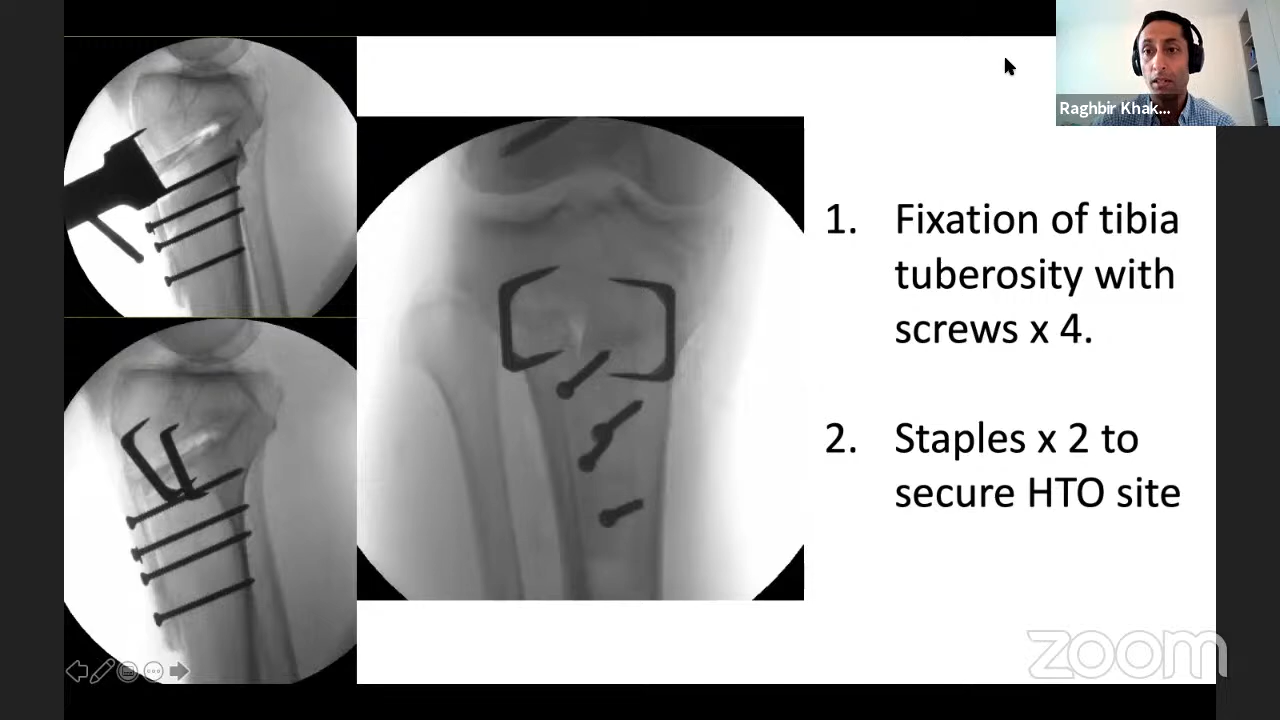 Raghbir Khak...
1. Fixation of tibia
tuberosity with
screws x 4.
2. Staples x 2 to
secure HTO site
zoom